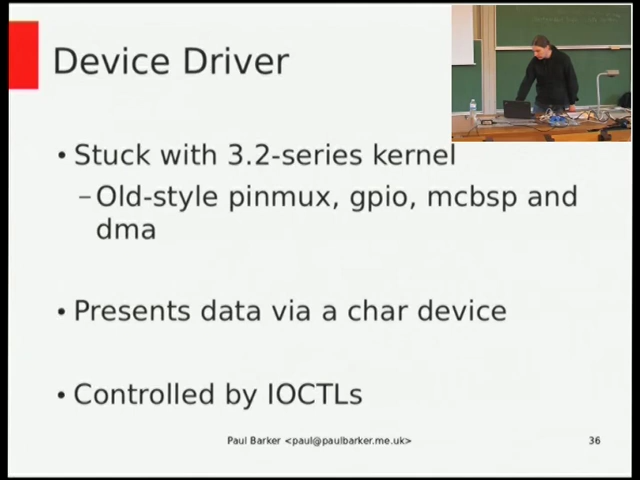 Device Driver
• Stuck with 3.2-series kernel
–Old-style pinmux, gpio, mcbsp and
dma
• Presents data via a char device
• Controlled by IOCTLs
Paul Barker <paul@paulbarker.me.uk>
36